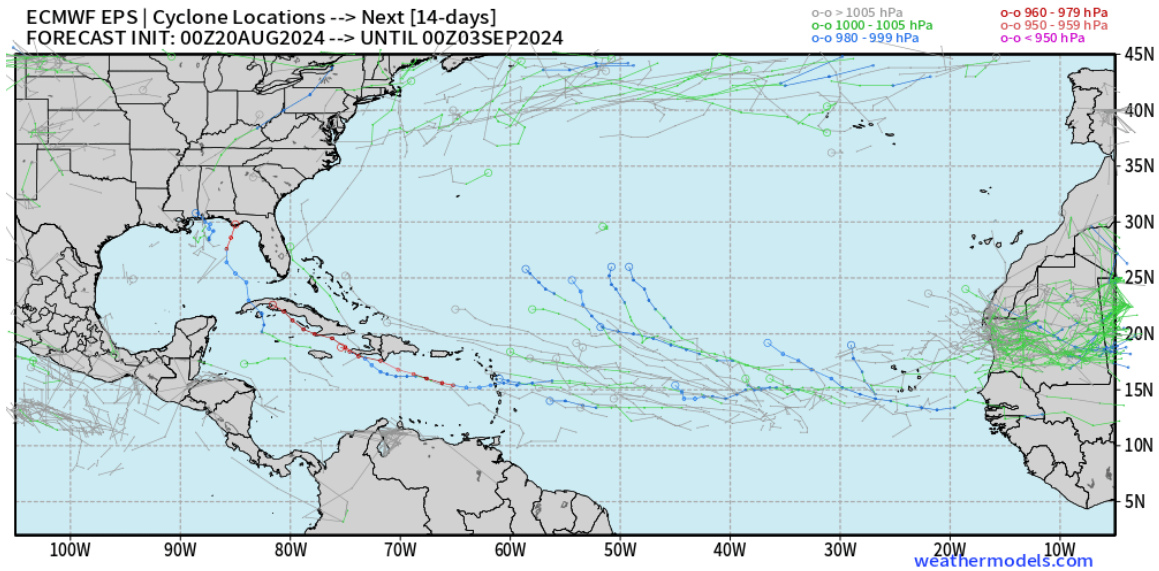 ECMWF EPS | Cyclone Locations --> Next [14-days]
FORECAST INIT: 00Z20AUG2024 --> UNTIL 00Z03SEP2024
o-o > 1005 hPa
o-o 1000 - 1005 hPa
o-o 980 - 999 hPa
o-o 960 - 979 hPa
o-o 950 - 959 hPa
o-o < 950 hPa
45N
40N
35N
30N
25N
20N
15N
10N
5N
100W 90W 80W 70W 60W 50W 40W 30W 20W 10W
weathermodels.com